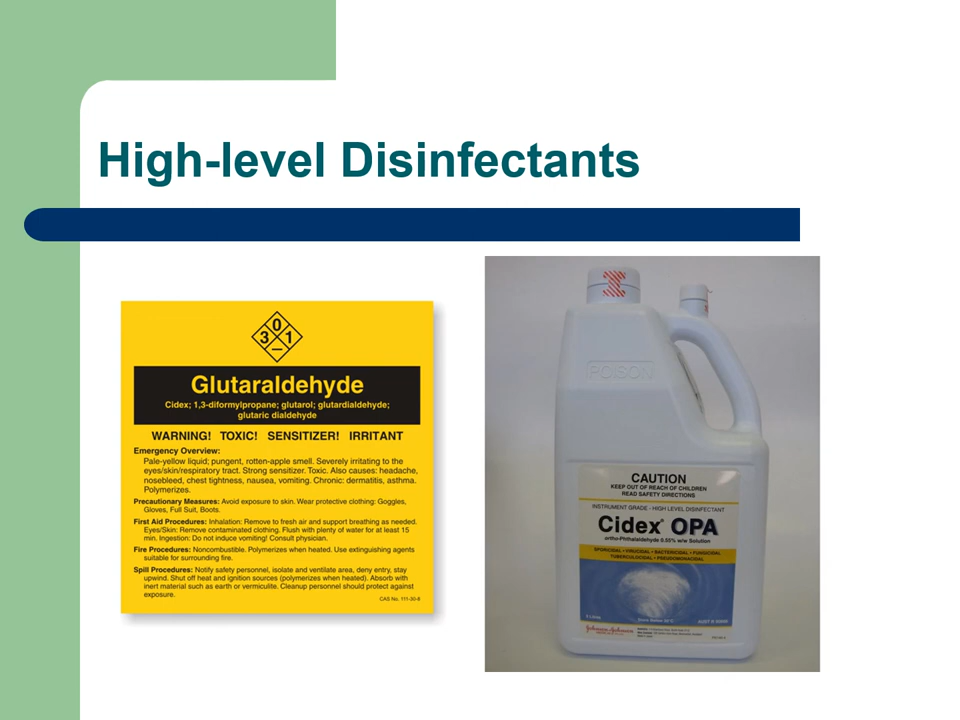 High-level Disinfectants
0
3 1
–
Glutaraldehyde
Cidex; 1,3-diformylpropane; glutarol; glutardialdehyde;
glutaric dialdehyde
WARNING! TOXIC! SENSITIZER! IRRITANT
Emergency Overview:
Pale-yellow liquid; pungent, rotten-apple smell. Severely irritating to the
eyes/skin/respiratory tract. Strong sensitizer. Toxic. Also causes: headache,
nosebleed, chest tightness, nausea, vomiting. Chronic: dermatitis, asthma.
Polymerizes.
Precautionary Measures: Avoid exposure to skin. Wear protective clothing: Goggles,
Gloves, Full Suit, Boots.
First Aid Procedures: Inhalation: Remove to fresh air and support breathing as needed.
Eyes/Skin: Remove contaminated clothing. Flush with plenty of water for at least 15
min. Ingestion: Do not induce vomiting! Consult physician.
Fire Procedures: Noncombustible. Polymerizes when heated. Use extinguishing agents
suitable for surrounding fire.
Spill Procedures: Notify safety personnel, isolate and ventilate area, deny entry, stay
upwind. Shut off heat and ignition sources (polymerizes when heated). Absorb with
inert material such as earth or vermiculite. Cleanup personnel should protect against
exposure.
CAS No. 111-30-8
POISON
CAUTION
KEEP OUT OF REACH OF CHILDREN
READ SAFETY DIRECTIONS
INSTRUMENT GRADE - HIGH LEVEL DISINFECTANT
Cidex® OPA
ortho-Phthalaldehyde 0.55% w/w Solution
SPORICIDAL • VIRUCIDAL • BACTERICIDAL • FUNGICIDAL
TUBERCULOCIDAL • PSEUDOMONACIDAL
Johnson & Johnson